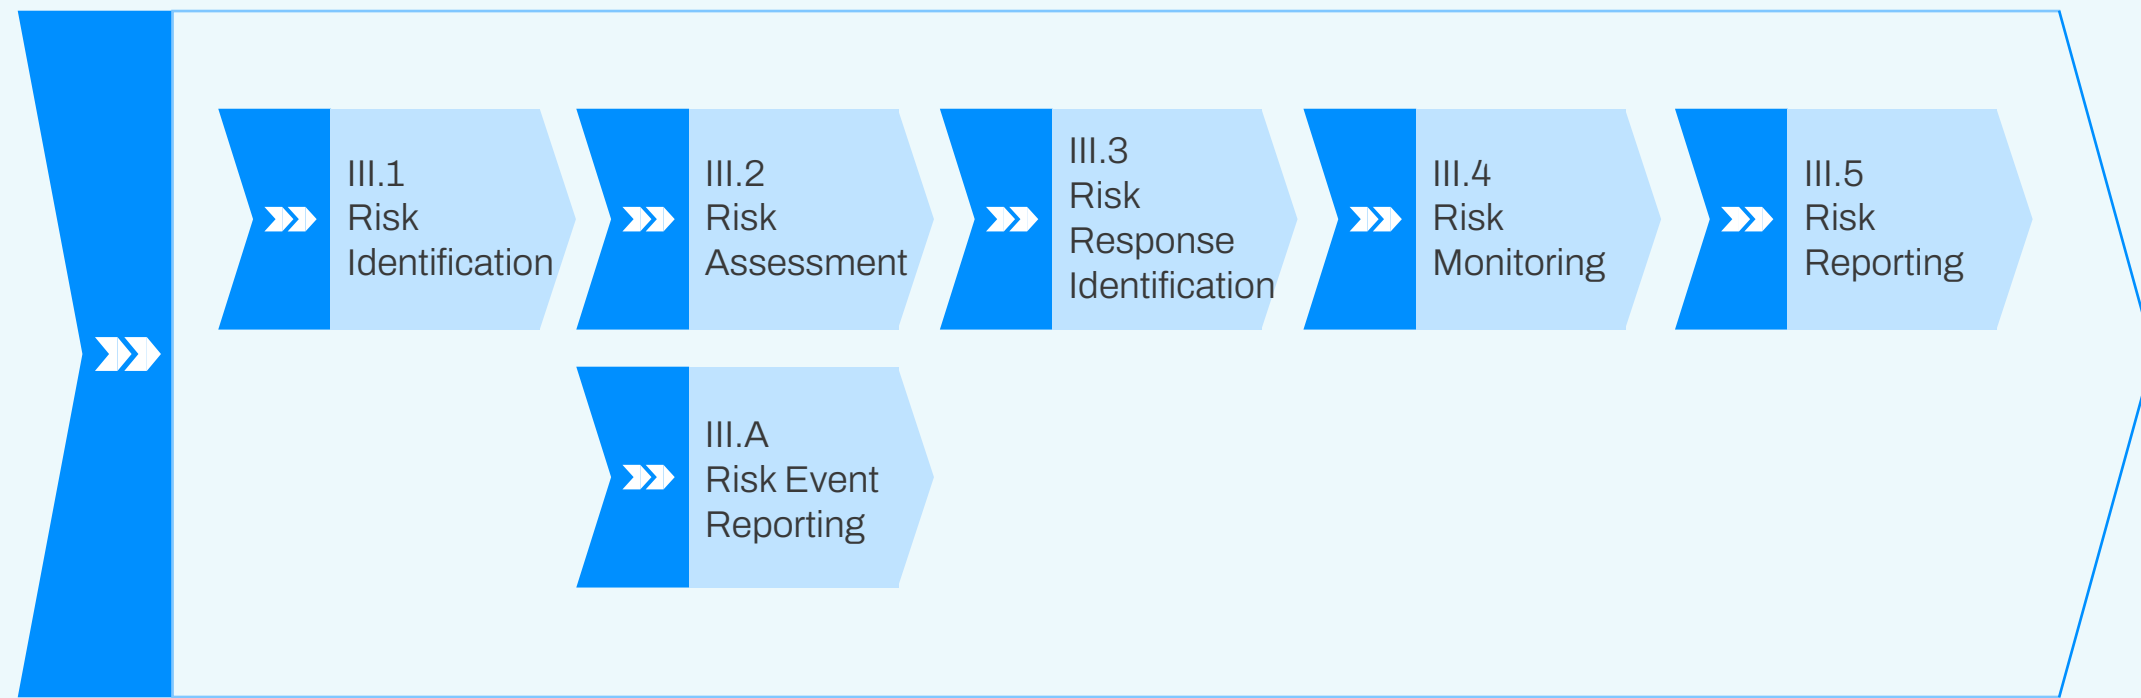 III.1
Risk
Identification
III.2
Risk
Assessment
III.3
Risk
Response
Identification
III.4
Risk
Monitoring
III.5
Risk
Reporting
III.A
Risk Event
Reporting